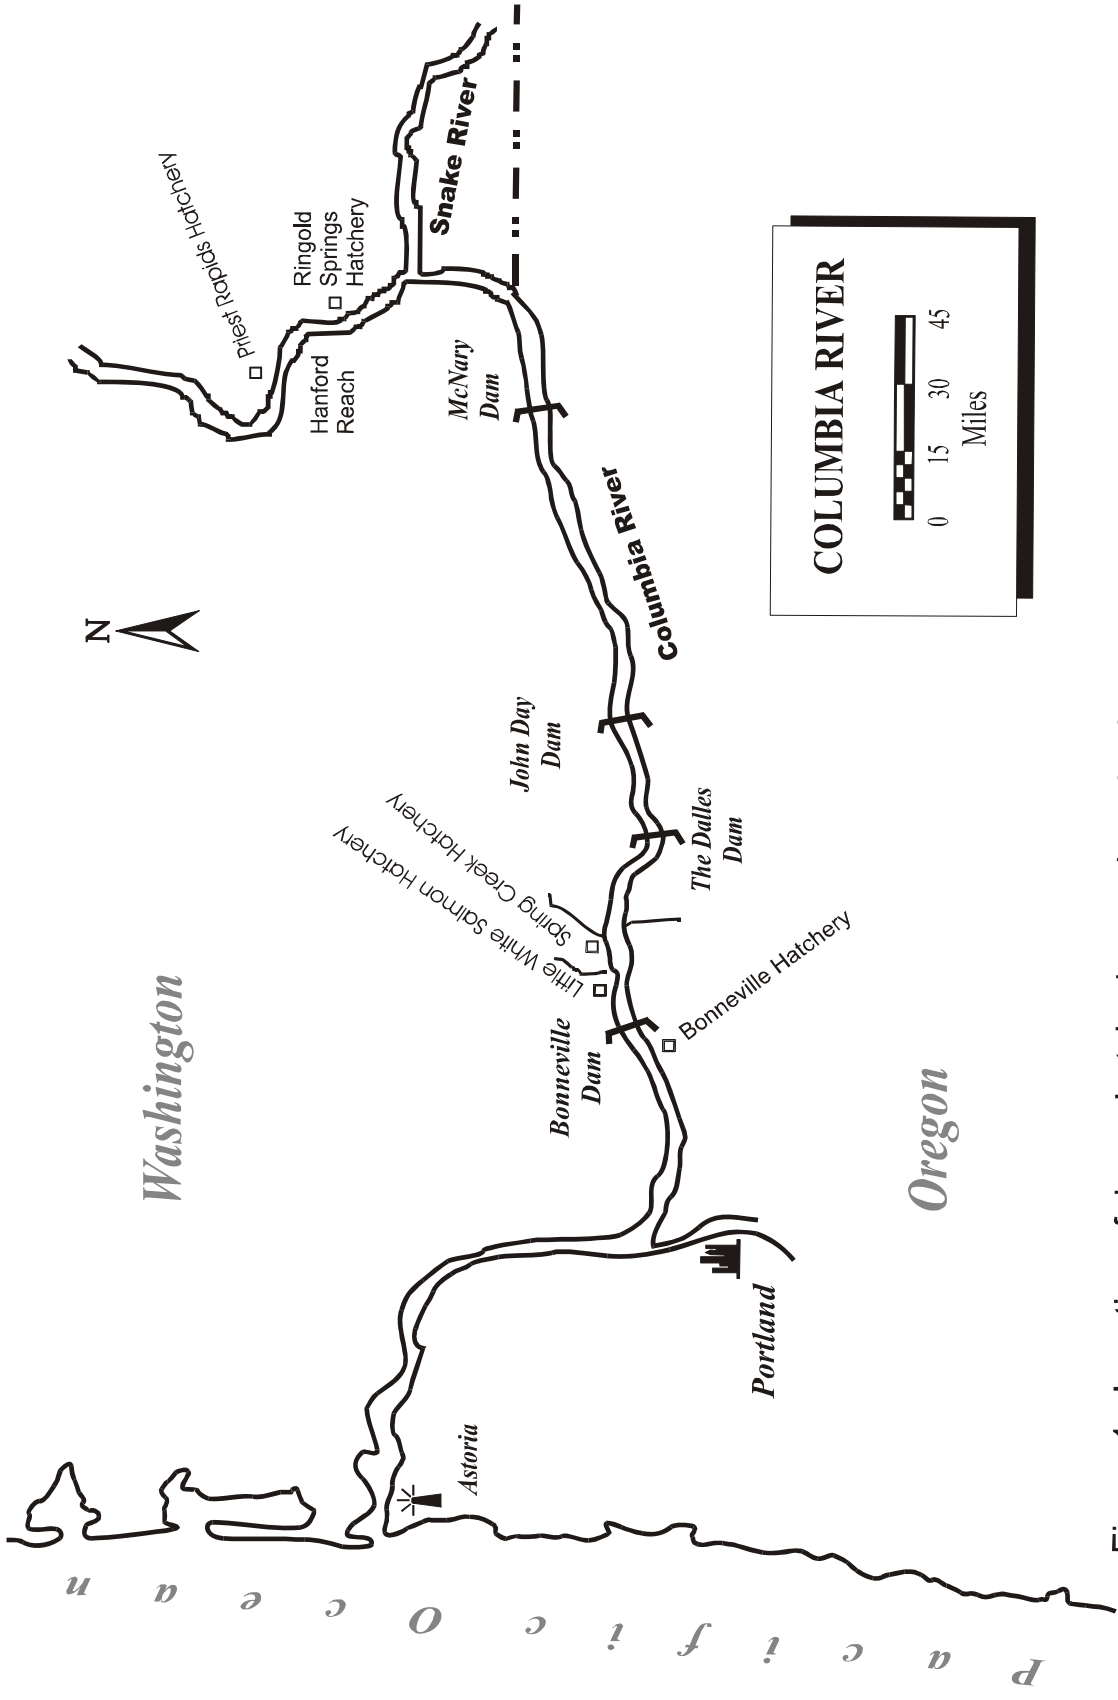 Priest Rapids Hatchery
Ringold
Springs
Hatchery
Hanford
Reach
Snake River
McNary
Dam
Columbia River
N
John Day
Dam
The Dalles
Dam
Spring Creek Hatchery
Little White Salmon Hatchery
Bonneville
Dam
Bonneville Hatchery
Washington
Oregon
Portland
Astoria
Pacific Ocean
COLUMBIA RIVER
0 15 30 45
Miles